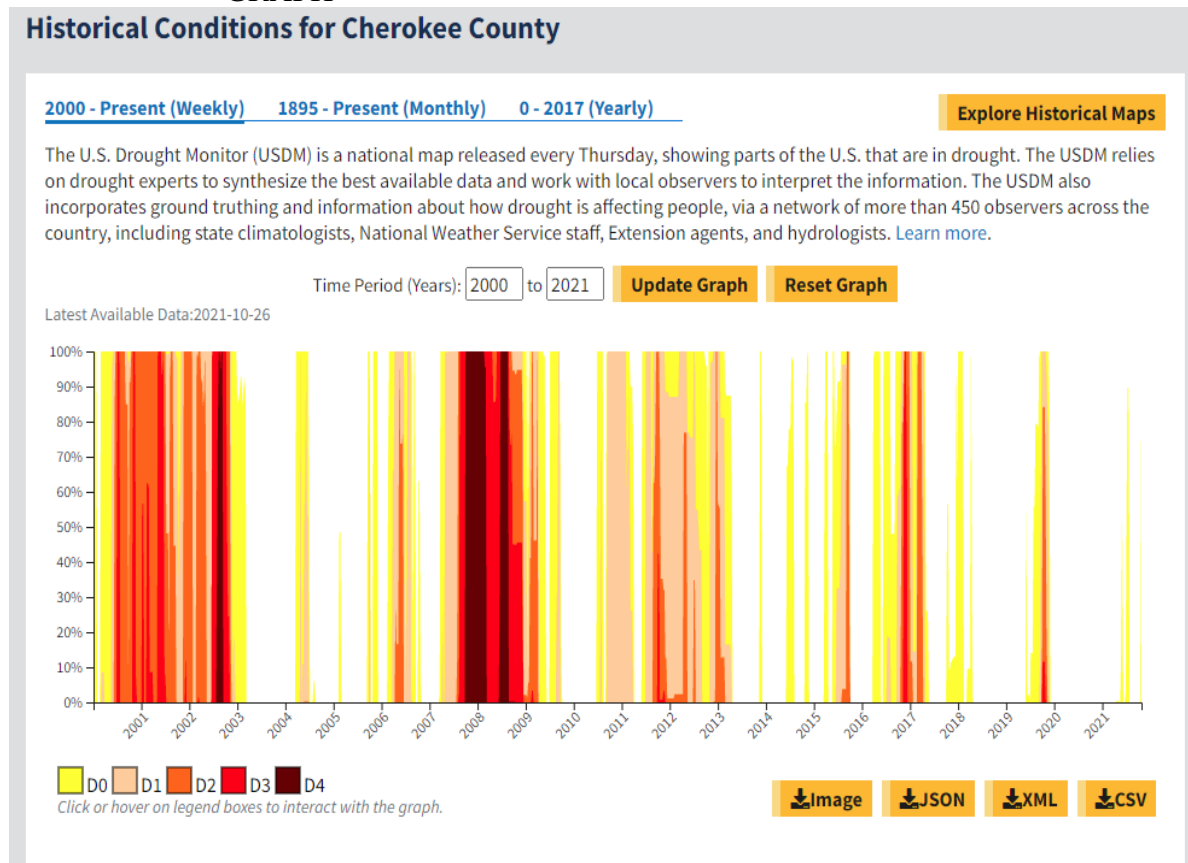 GRAPH
Historical Conditions for Cherokee County
2000 - Present (Weekly) 1895 - Present (Monthly) 0 - 2017 (Yearly)
Explore Historical Maps
The U.S. Drought Monitor (USDM) is a national map released every Thursday, showing parts of the U.S. that are in drought. The USDM relies
on drought experts to synthesize the best available data and work with local observers to interpret the information. The USDM also
incorporates ground truthing and information about how drought is affecting people, via a network of more than 450 observers across the
country, including state climatologists, National Weather Service staff, Extension agents, and hydrologists. Learn more.
Time Period (Years): 2000 to 2021 Update Graph Reset Graph
Latest Available Data:2021-10-26
100%
90%
80%
70%
60%
50%
40%
30%
20%
10%
0%
2001 2002 2003 2004 2005 2006 2007 2008 2009 2010 2011 2012 2013 2014 2015 2016 2017 2018 2019 2020 2021
D0 D1 D2 D3 D4
Click or hover on legend boxes to interact with the graph.
Image JSON XML CSV